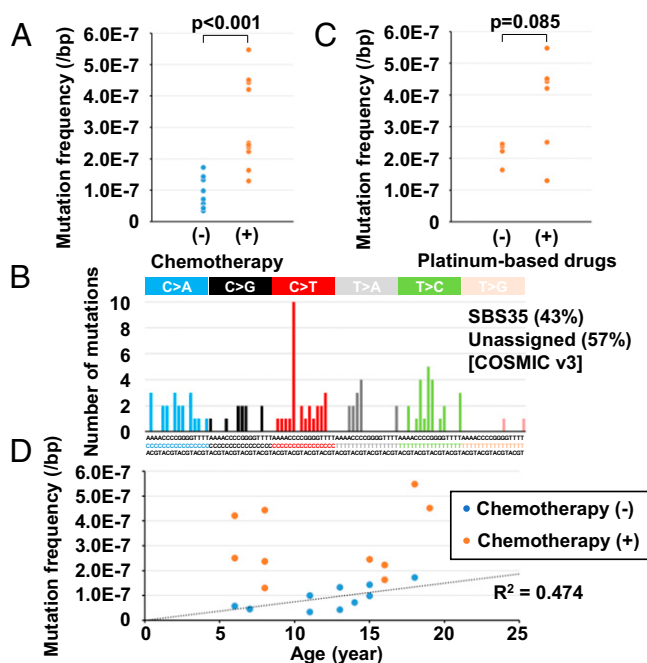 A
p<0.001
Mutation frequency (/bp)
6.0E-7
5.0E-7
4.0E-7
3.0E-7
2.0E-7
1.0E-7
0
(-) (+)
Chemotherapy
C
p=0.085
Mutation frequency (/bp)
6.0E-7
5.0E-7
4.0E-7
3.0E-7
2.0E-7
1.0E-7
0
(-) (+)
Platinum-based drugs
B
C>A C>G C>T T>A T>C T>G
Number of mutations
10
8
6
4
2
0
SBS35 (43%)
Unassigned (57%)
[COSMIC v3]
AAAACCCCGGGGTTTTAAAACCCCGGGGTTTTAAAACCCCGGGGTTTTAAAACCCCGGGGTTTTAAAACCCCGGGGTTTTAAAACCCCGGGGTTTT
CCCCCCCCCCCCCCCCCCCCCCCCCCCCCCCCCCCCCCCCCCCCCCCCTTTTTTTTTTTTTTTTTTTTTTTTTTTTTTTTTTTTTTTTTTTTTTTT
ACGTACGTACGTACGTACGTACGTACGTACGTACGTACGTACGTACGTACGTACGTACGTACGTACGTACGTACGTACGTACGTACGTACGTACGT
D
Mutation frequency (/bp)
6.0E-7
5.0E-7
4.0E-7
3.0E-7
2.0E-7
1.0E-7
0
Chemotherapy (-)
Chemotherapy (+)
R² = 0.474
0 5 10 15 20 25
Age (year)